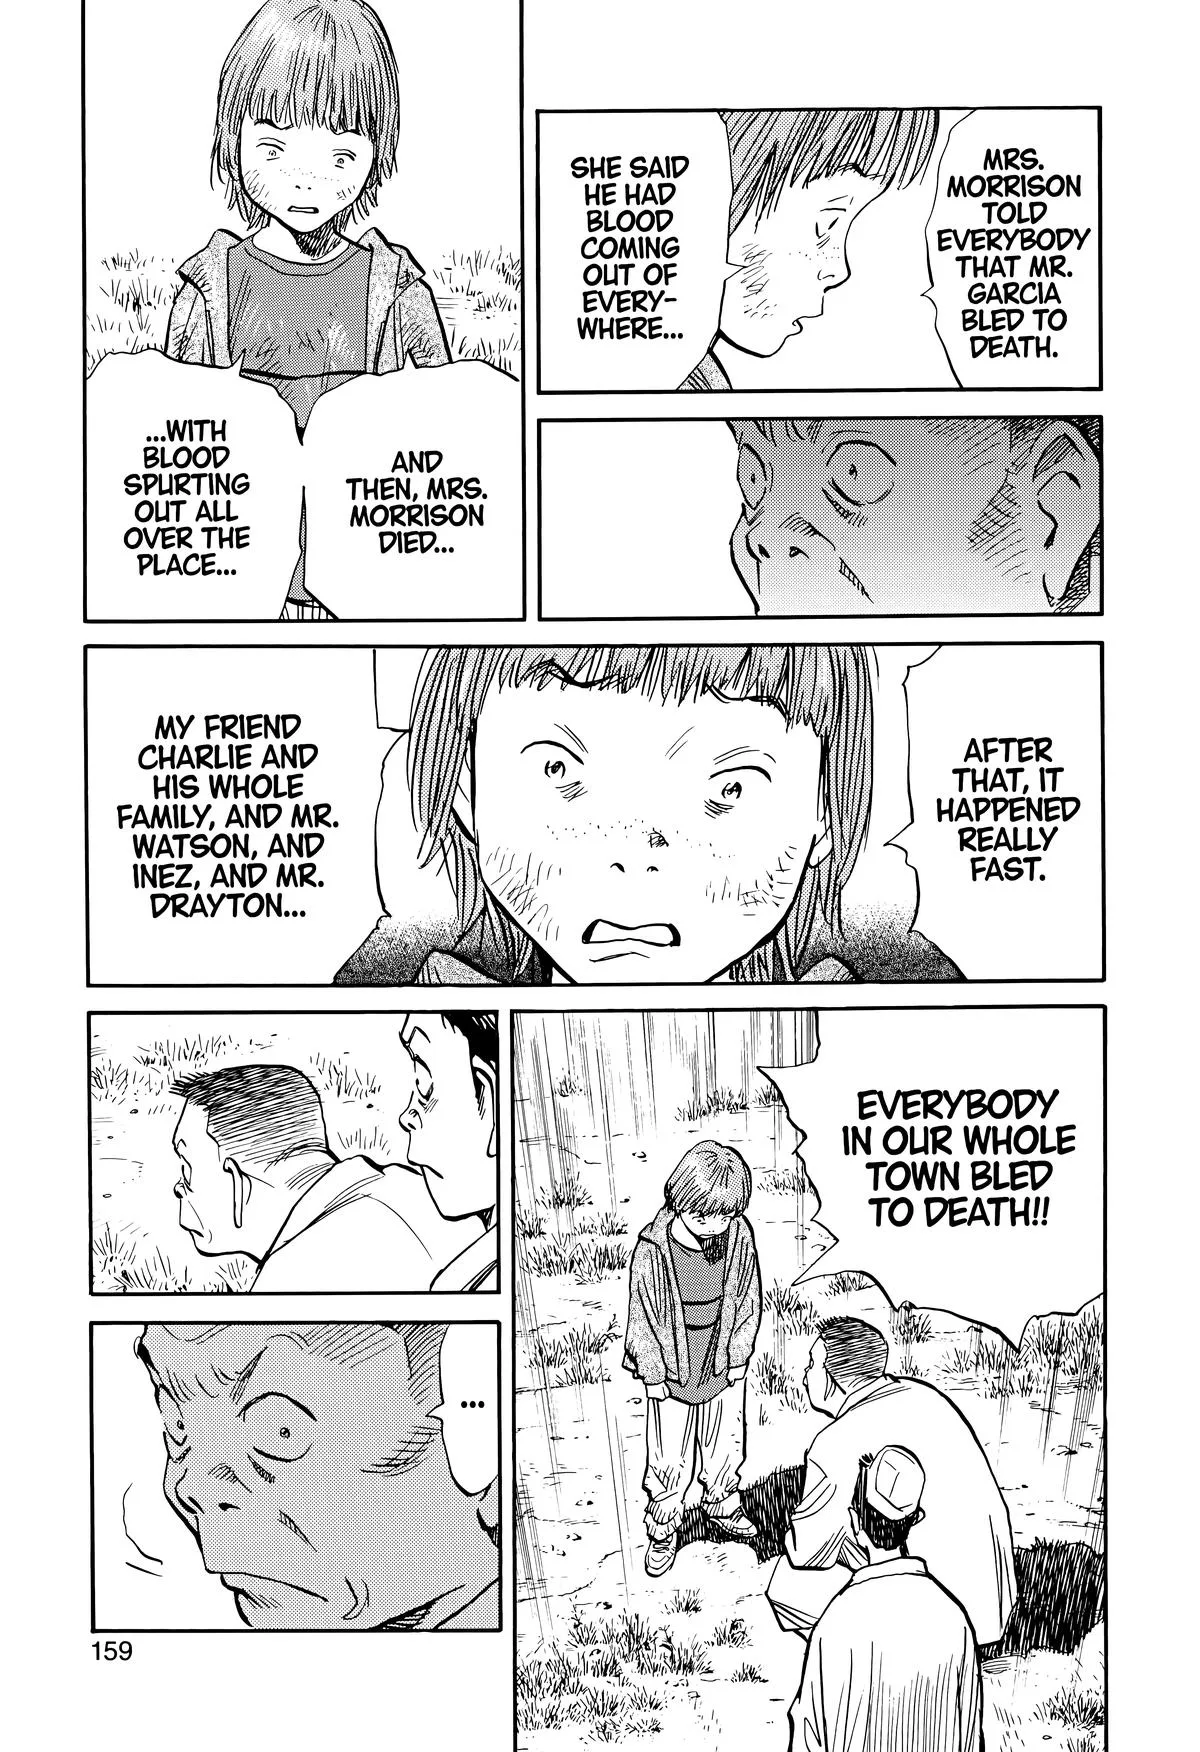 MRS.
MORRISON
TOLD
EVERYBODY
THAT MR.
GARCIA
BLED TO
DEATH.
SHE SAID
HE HAD
BLOOD
COMING
OUT OF
EVERY-
WHERE...
AND
THEN, MRS.
MORRISON
DIED...
...WITH
BLOOD
SPURTING
OUT ALL
OVER THE
PLACE...
AFTER
THAT, IT
HAPPENED
REALLY
FAST.
MY FRIEND
CHARLIE AND
HIS WHOLE
FAMILY, AND MR.
WATSON, AND
INEZ, AND MR.
DRAYTON...
EVERYBODY
IN OUR WHOLE
TOWN BLED
TO DEATH!!
...
159